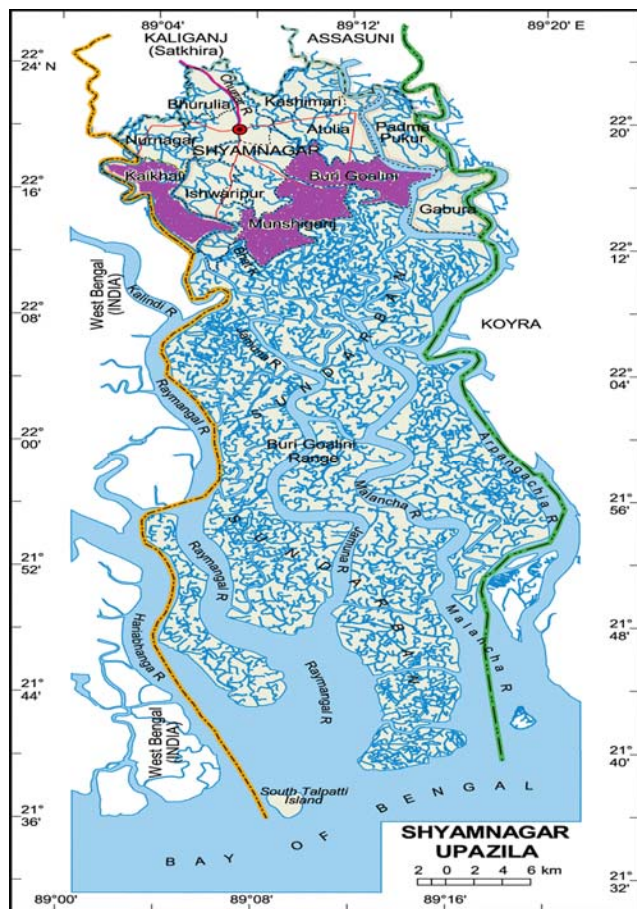 89°04'
89°12'
89°20' E
KALIGANJ
(Satkhira)
ASSASUNI
22°
24' N
22°
20'
22°
16'
22°
12'
22°
08'
22°
04'
22°
00'
21°
56'
21°
52'
21°
48'
21°
44'
21°
40'
21°
36'
21°
32'
Bhurulia
Kashimari
Nurnagar
Atulia
Padma
Pukur
SHYAMNAGAR
Kaikhali
Ishwaripur
Buri Goalini
Gabura
Munshiganj
West Bengal
(INDIA)
Kalindi R
KOYRA
Jabuna R
SUNDARBAN
Raymangal R
Buri Goalini
Range
Malancha R
Arpangachia R
SUNDARBAN
Raymangal R
Jamuna R
Malancha R
Hariabhanga R
Raymangal R
West Bengal
(INDIA)
South Talpatti
Island
BAY OF BENGAL
SHYAMNAGAR
UPAZILA
2 0 2 4 6 km
89°00'
89°08'
89°16'